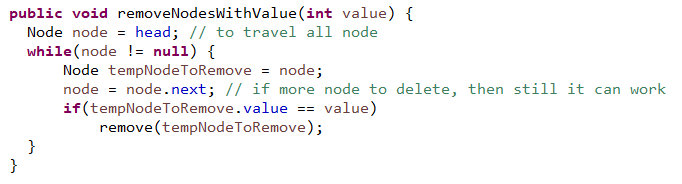 public void removeNodesWithValue(int value) {
  Node node = head; // to travel all node
  while(node != null) {
      Node tempNodeToRemove = node;
      node = node.next; // if more node to delete, then still it can work
      if(tempNodeToRemove.value == value)
          remove(tempNodeToRemove);
  }
}